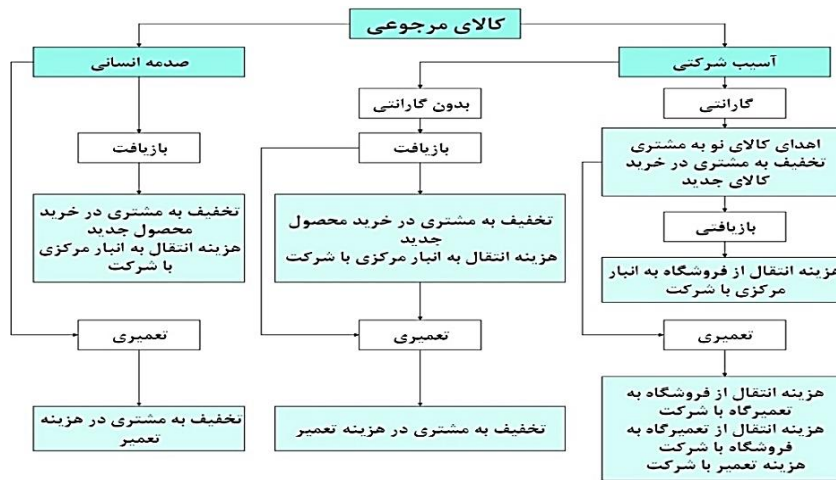 کالای مرجوعی
آسیب شرکتی
صدمه انسانی
گارانتی
بدون گارانتی
اهدای کالای نو به مشتری
تخفیف به مشتری در خرید
کالای جدید
بازیافت
بازیافت
تخفیف به مشتری در خرید محصول
جدید
هزینه انتقال به انبار مرکزی با شرکت
تخفیف به مشتری در خرید
محصول جدید
هزینه انتقال به انبار مرکزی
با شرکت
بازیافتی
هزینه انتقال از فروشگاه به انبار
مرکزی با شرکت
تعمیری
تعمیری
تعمیری
هزینه انتقال از فروشگاه به
تعمیرگاه با شرکت
هزینه انتقال از تعمیرگاه به
فروشگاه با شرکت
هزینه تعمیر با شرکت
تخفیف به مشتری در هزینه تعمیر
تخفیف به مشتری در هزینه
تعمیر